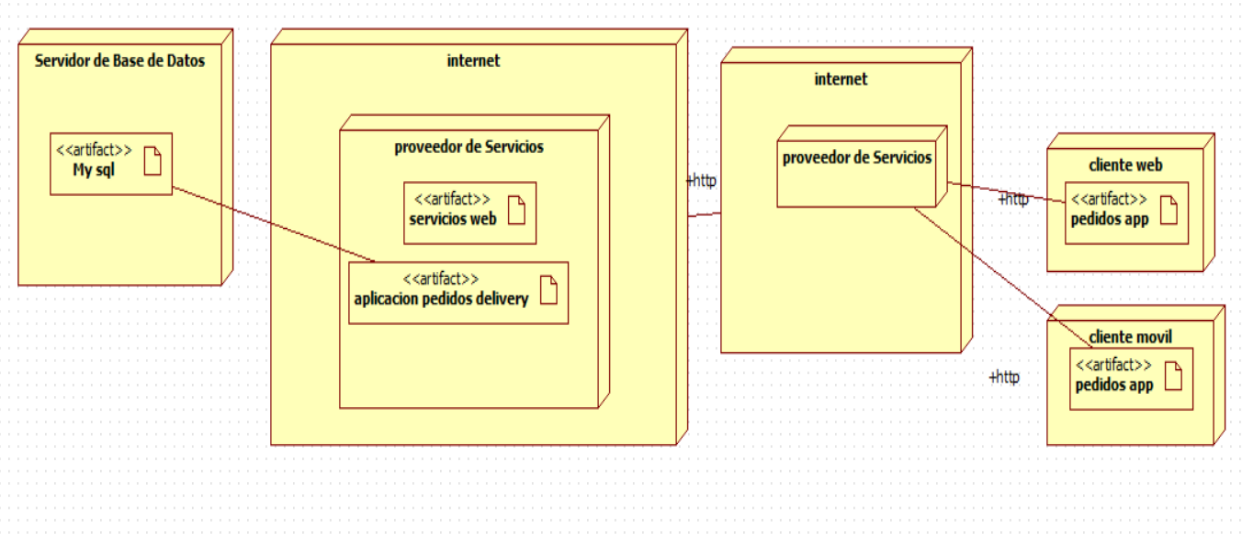 Servidor de Base de Datos
<<artifact>>
My sql
internet
proveedor de Servicios
<<artifact>>
servicios web
<<artifact>>
aplicacion pedidos delivery
+http
internet
proveedor de Servicios
+http
cliente web
<<artifact>>
pedidos app
+http
cliente movil
<<artifact>>
pedidos app